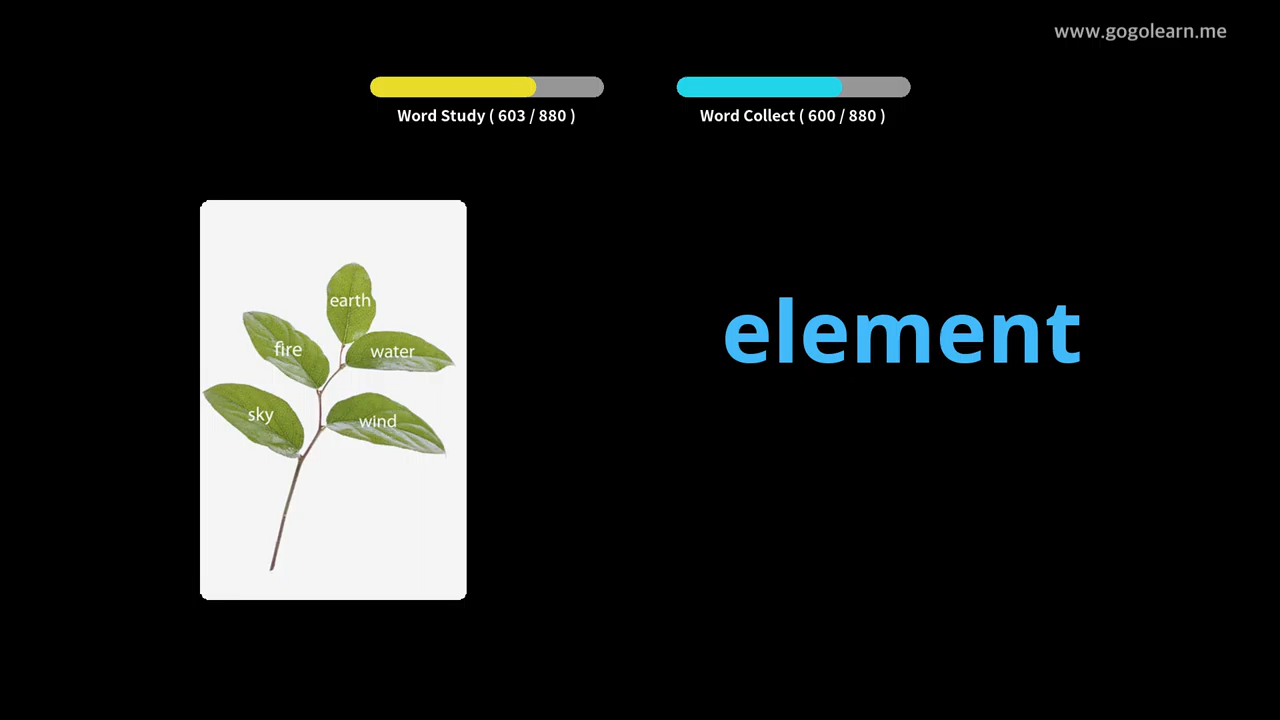 www.gogolearn.me
Word Study ( 603 / 880 )
Word Collect ( 600 / 880 )
earth
fire
water
sky
wind
element